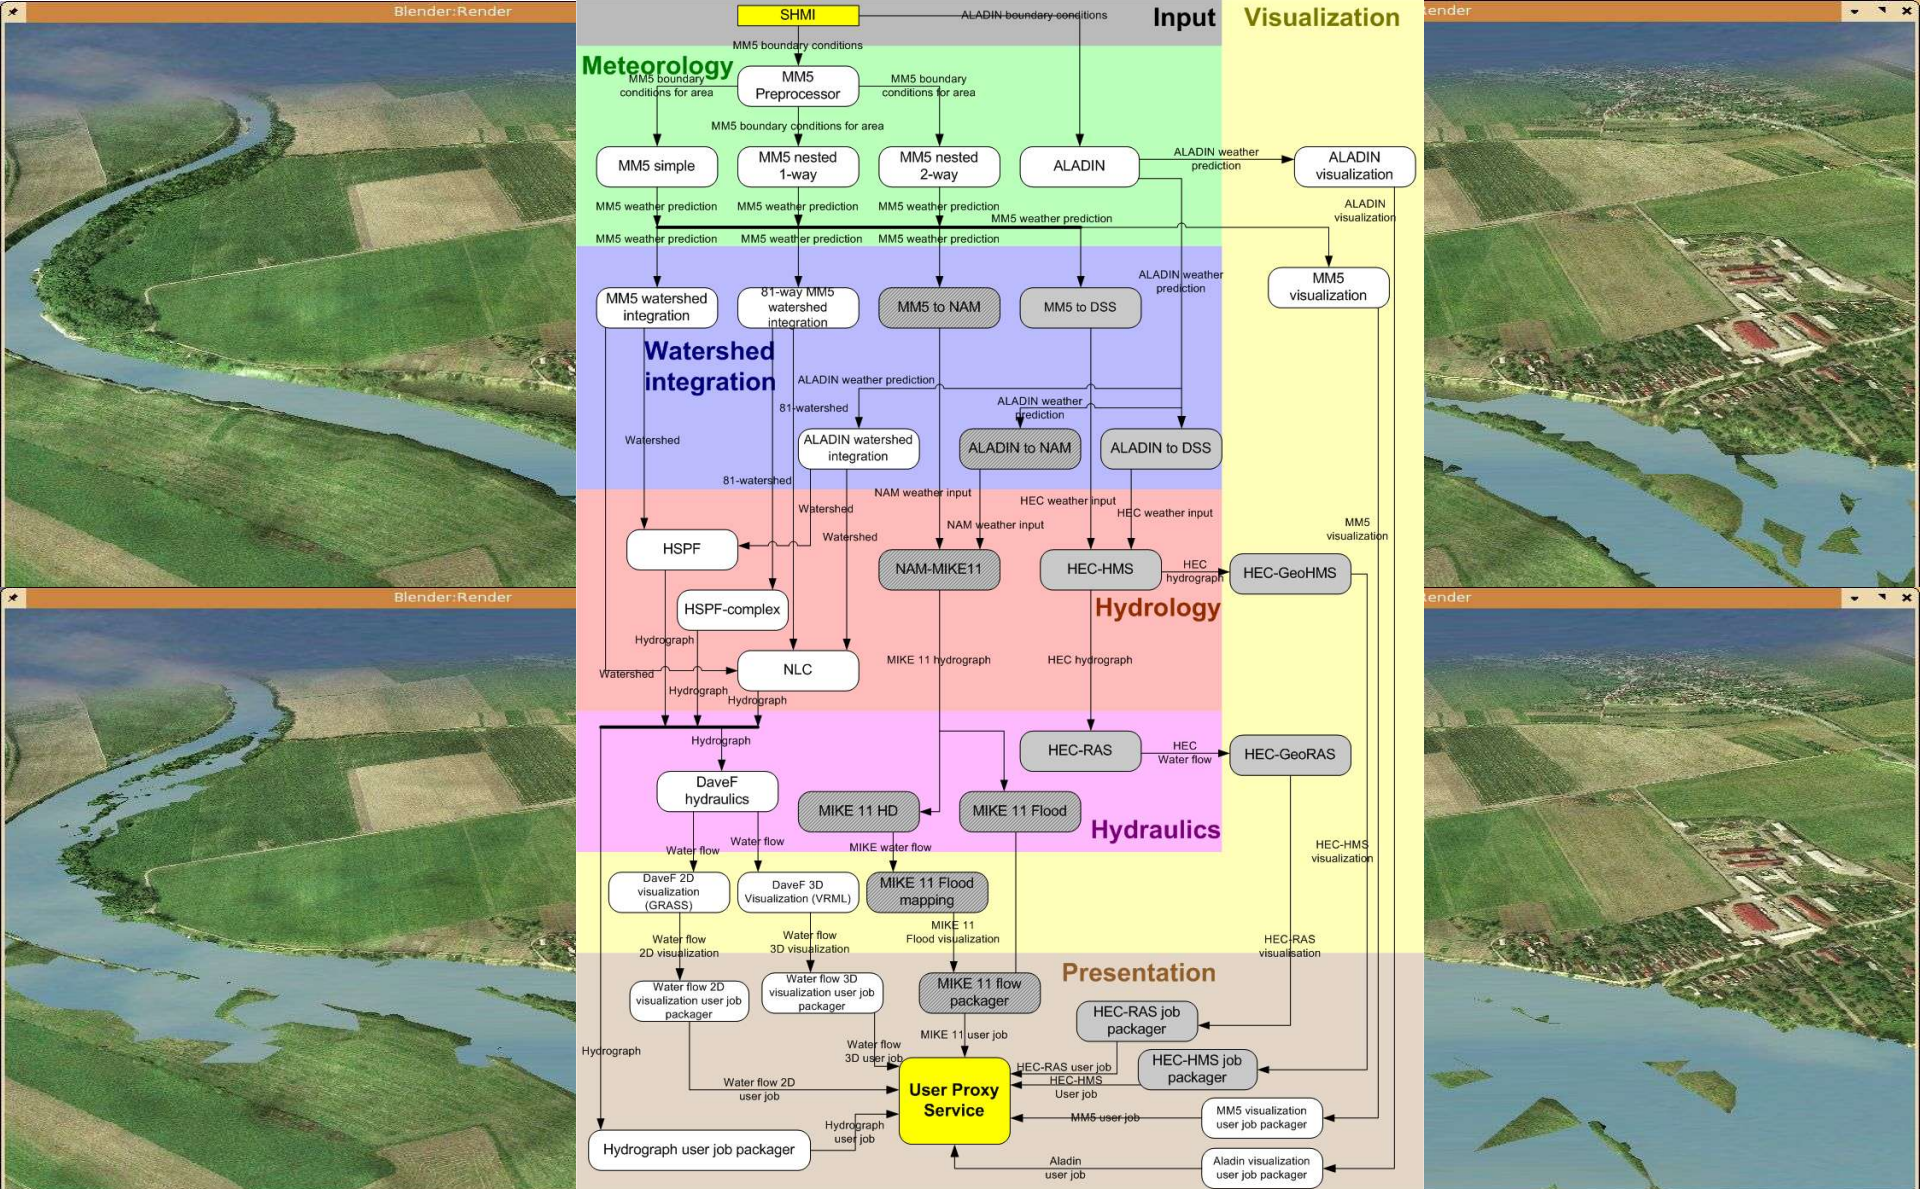 Blender:Render
ender
SHMI
ALADIN boundary conditions
Input
Visualization
MM5 boundary conditions
Meteorology
MM5 boundary
conditions for area
MM5
Preprocessor
MM5 boundary
conditions for area
MM5 boundary conditions for area
MM5 simple
MM5 nested
1-way
MM5 nested
2-way
ALADIN
ALADIN weather
prediction
ALADIN
visualization
MM5 weather prediction
MM5 weather prediction
MM5 weather prediction
MM5 weather prediction
ALADIN
visualization
MM5 weather prediction
MM5 weather prediction
MM5 weather prediction
ALADIN weather
prediction
MM5
visualization
MM5 watershed
integration
81-way MM5
watershed
integration
MM5 to NAM
MM5 to DSS
Watershed
integration
ALADIN weather prediction
81-watershed
ALADIN weather
prediction
Watershed
ALADIN watershed
integration
ALADIN to NAM
ALADIN to DSS
81-watershed
NAM weather input
HEC weather input
Watershed
HEC weather input
NAM weather input
Watershed
MM5
visualization
HSPF
NAM-MIKE11
HEC-HMS
HEC
hydrograph
HEC-GeoHMS
HSPF-complex
Hydrology
Hydrograph
Watershed
NLC
MIKE 11 hydrograph
HEC hydrograph
Hydrograph
Hydrograph
Hydrograph
HEC-RAS
HEC
Water flow
HEC-GeoRAS
DaveF
hydraulics
MIKE 11 HD
MIKE 11 Flood
Hydraulics
Water flow
Water flow
MIKE water flow
HEC-HMS
visualization
DaveF 2D
visualization
(GRASS)
DaveF 3D
Visualization (VRML)
MIKE 11 Flood
mapping
Water flow
2D visualization
Water flow
3D visualization
MIKE 11
Flood visualization
HEC-RAS
visualisation
Presentation
Water flow 2D
visualization user job
packager
Water flow 3D
visualization user job
packager
MIKE 11 flow
packager
HEC-RAS job
packager
Hydrograph
Water flow
3D user job
MIKE 11 user job
HEC-RAS user job
HEC-HMS
User job
HEC-HMS job
packager
Water flow 2D
user job
User Proxy
Service
MM5 user job
MM5 visualization
user job packager
Hydrograph
user job
Hydrograph user job packager
Aladin
user job
Aladin visualization
user job packager
Blender:Render
ender